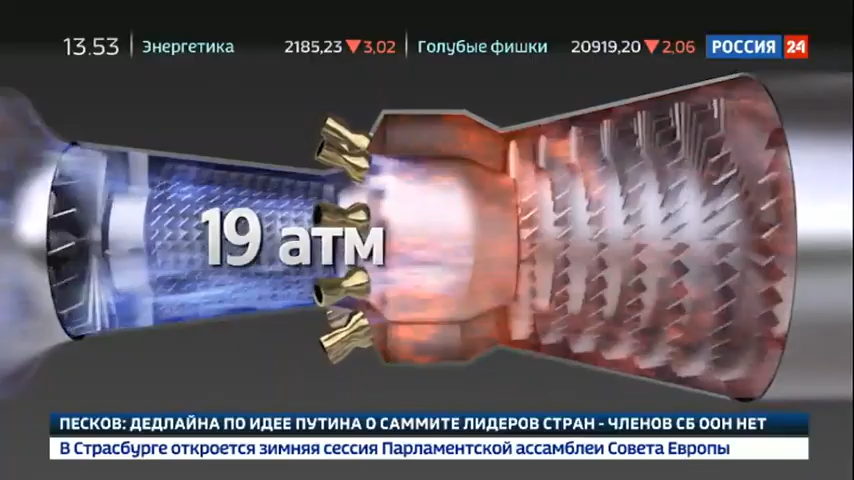 13.53 Энергетика 2185,23▼3,02 Голубые фишки 20919,20▼2,06 РОССИЯ 24
19 атм
ПЕСКОВ: ДЕДЛАЙНА ПО ИДЕЕ ПУТИНА О САММИТЕ ЛИДЕРОВ СТРАН - ЧЛЕНОВ СБ ООН НЕТ
В Страсбурге откроется зимняя сессия Парламентской ассамблеи Совета Европы